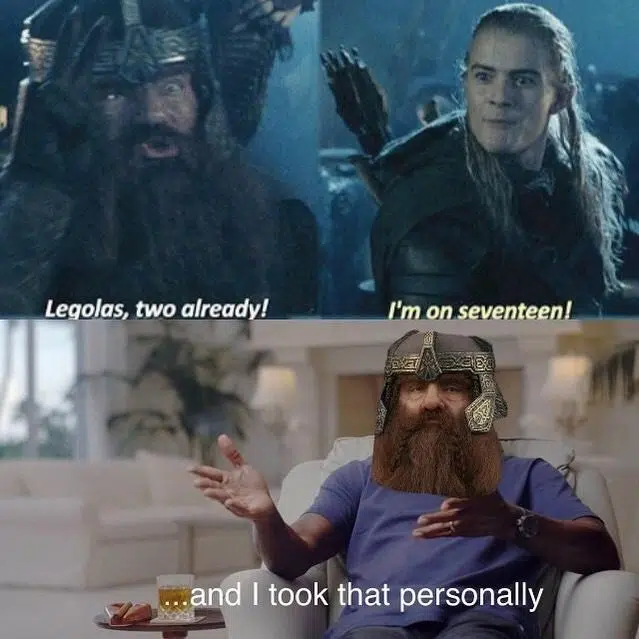 Legolas, two already!
I'm on seventeen!
...and I took that personally